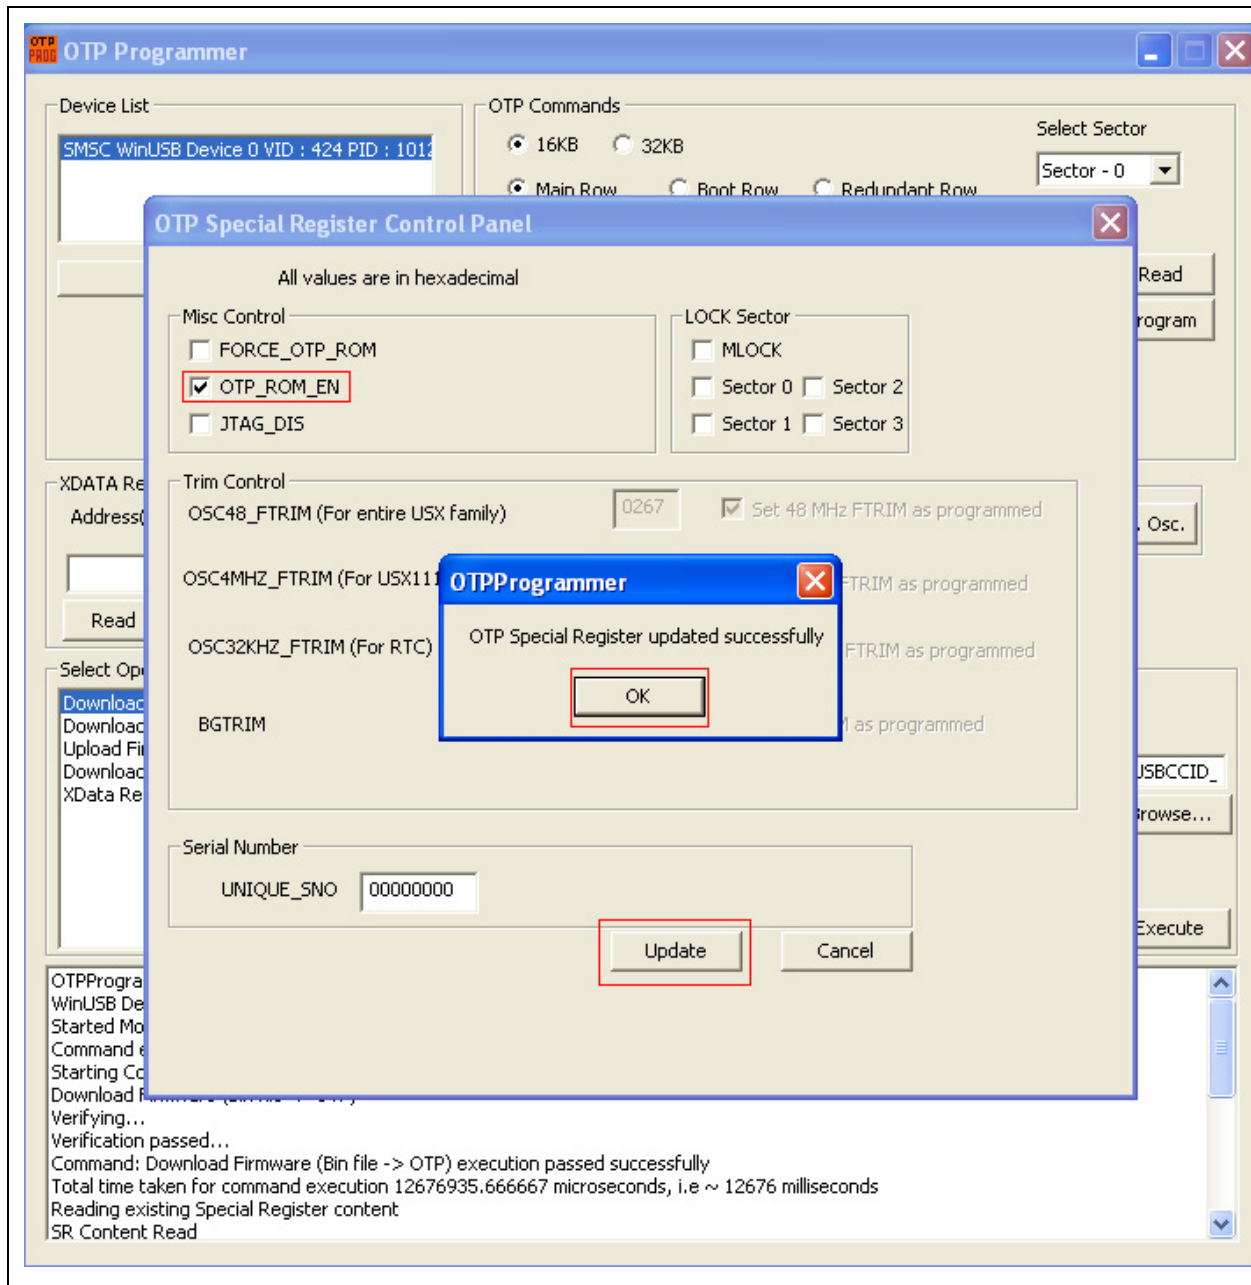 OTP PROG OTP Programmer
Device List
SMSC WinUSB Device 0 VID : 424 PID : 1012
OTP Commands
16KB 32KB
Main Row Boot Row Redundant Row
Select Sector
Sector - 0
Read
OTP Special Register Control Panel
All values are in hexadecimal
Misc Control
FORCE_OTP_ROM
OTP_ROM_EN
JTAG_DIS
LOCK Sector
MLOCK
Sector 0 Sector 2
Sector 1 Sector 3
XDATA Re
Address(
Read
Trim Control
OSC48_FTRIM (For entire USX family) 0267 Set 48 MHz FTRIM as programmed
. Osc.
OSC4MHZ_FTRIM (For USX111 FTRIM as programmed
OSC32KHZ_FTRIM (For RTC) FTRIM as programmed
BGTRIM as programmed
OTPProgrammer
OTP Special Register updated successfully
OK
Select Op
Download
Download
Upload Fi
Download
XData Re
USBCCID_
Browse...
Execute
Serial Number
UNIQUE_SNO 00000000
Update Cancel
OTPProgra
WinUSB De
Started Mo
Command e
Starting Co
Download
Verifying...
Verification passed...
Command: Download Firmware (Bin file -> OTP) execution passed successfully
Total time taken for command execution 12676935.666667 microseconds, i.e ~ 12676 milliseconds
Reading existing Special Register content
SR Content Read